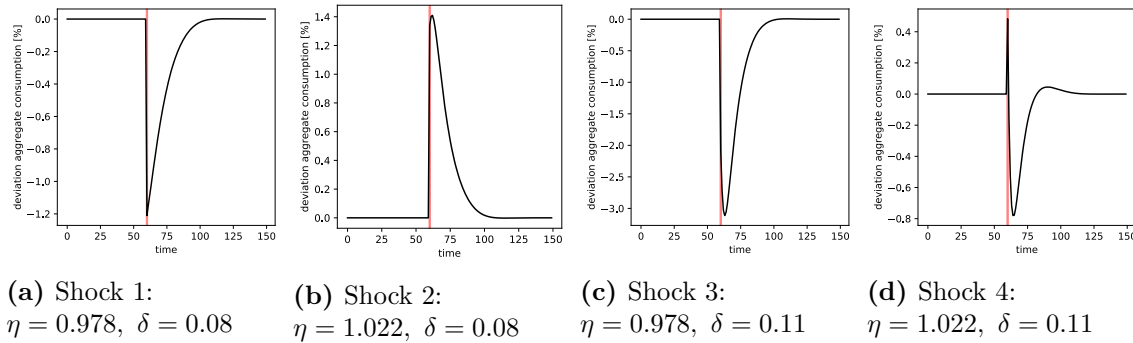 deviation aggregate consumption [%]
0.0
−0.2
−0.4
−0.6
−0.8
−1.0
−1.2
0 25 50 75 100 125 150
time
deviation aggregate consumption [%]
1.4
1.2
1.0
0.8
0.6
0.4
0.2
0.0
0 25 50 75 100 125 150
time
deviation aggregate consumption [%]
0.0
−0.5
−1.0
−1.5
−2.0
−2.5
−3.0
0 25 50 75 100 125 150
time
deviation aggregate consumption [%]
0.4
0.2
0.0
−0.2
−0.4
−0.6
−0.8
0 25 50 75 100 125 150
time
(a) Shock 1:
η = 0.978, δ = 0.08
(b) Shock 2:
η = 1.022, δ = 0.08
(c) Shock 3:
η = 0.978, δ = 0.11
(d) Shock 4:
η = 1.022, δ = 0.11